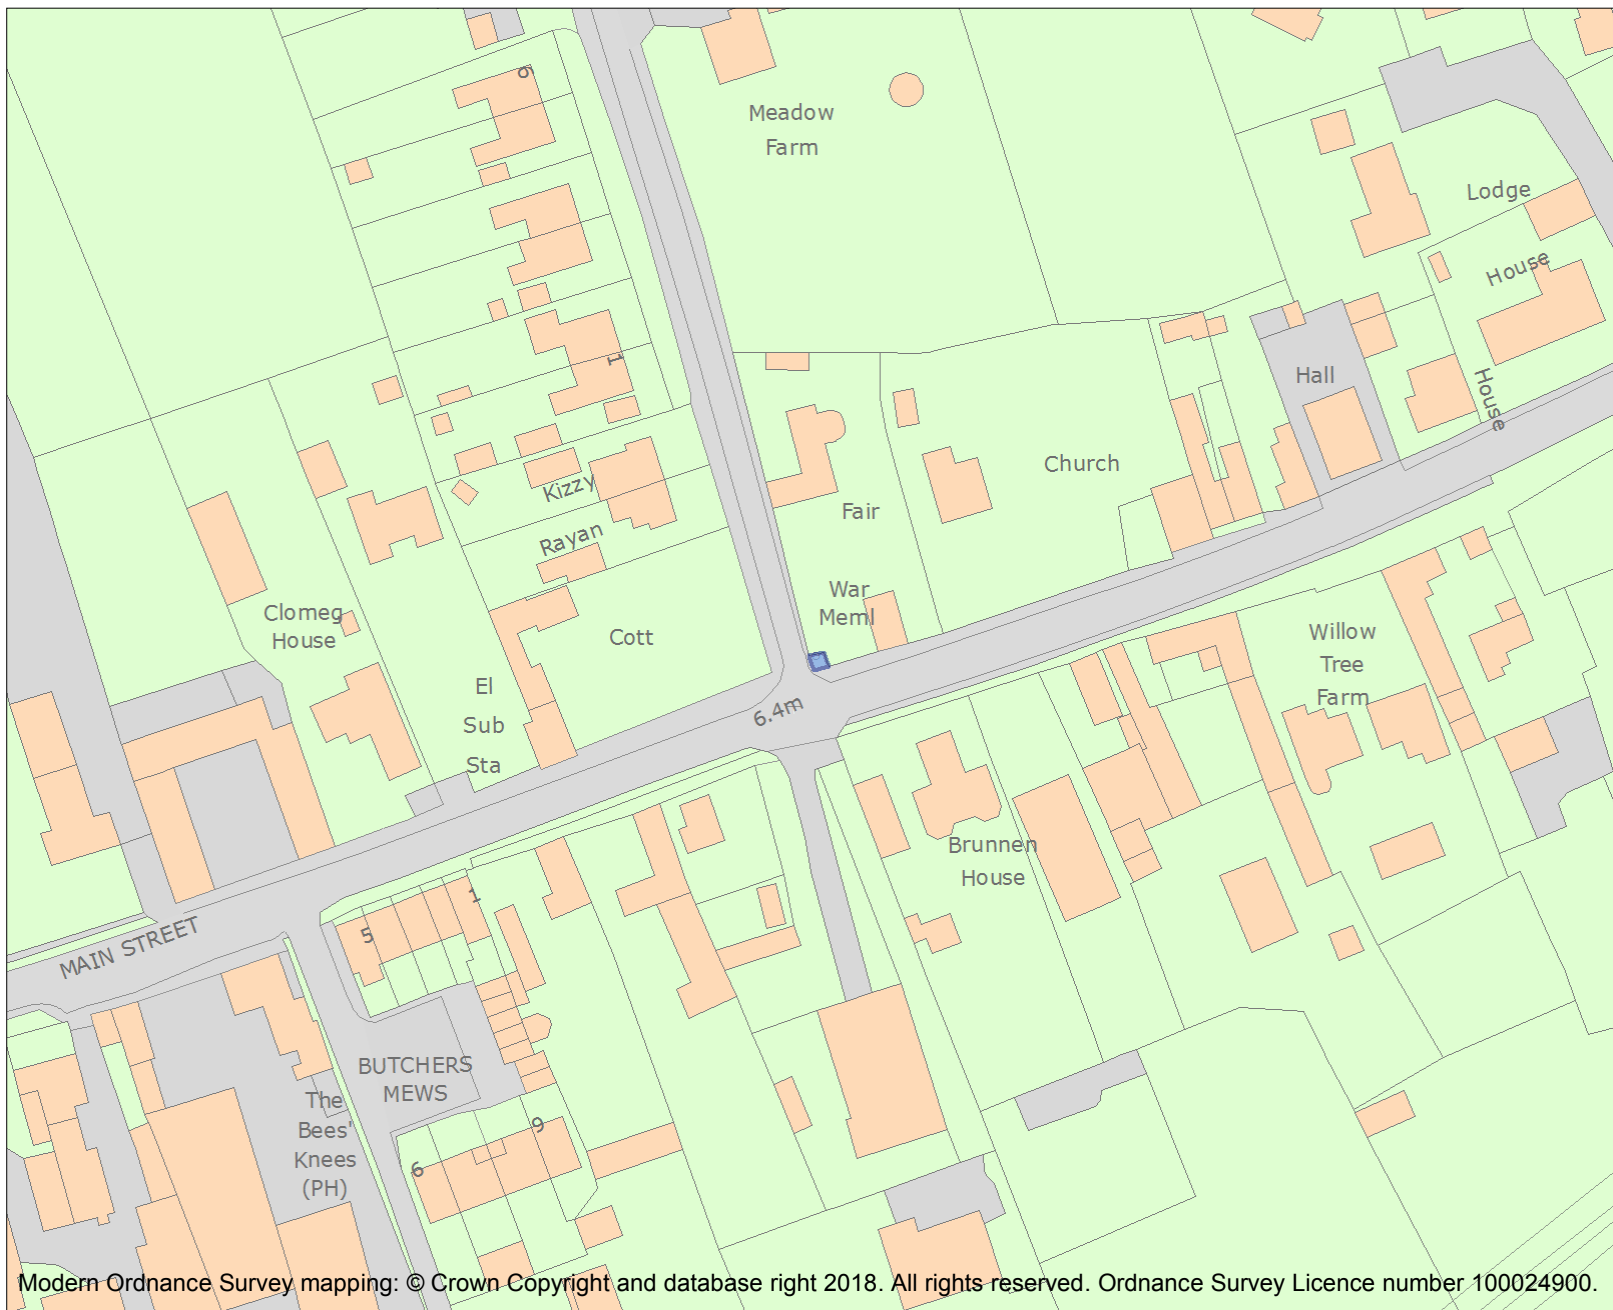 9
Meadow
Farm
Lodge
House
1
Hall
House
Church
Kizzy
Fair
Rayan
War
Meml
Clomeg
House
Cott
Willow
Tree
Farm
El
Sub
Sta
6.4m
Brunnen
House
1
5
MAIN STREET
BUTCHERS
MEWS
The
Bees'
Knees
(PH)
9
6
Modern Ordnance Survey mapping: © Crown Copyright and database right 2018. All rights reserved. Ordnance Survey Licence number 100024900.